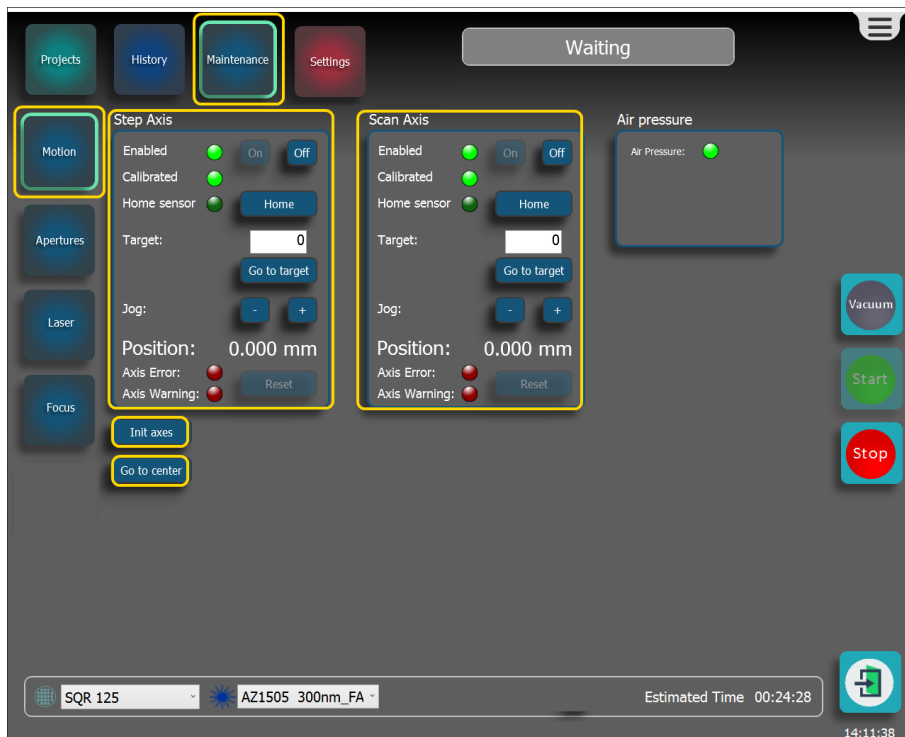 Projects
History
Maintenance
Settings
Waiting
Motion
Apertures
Laser
Focus
Step Axis
Enabled
On
Off
Calibrated
Home sensor
Home
Target:
0
Go to target
Jog:
-
+
Position:
0.000 mm
Axis Error:
Axis Warning:
Reset
Init axes
Go to center
Scan Axis
Enabled
On
Off
Calibrated
Home sensor
Home
Target:
0
Go to target
Jog:
-
+
Position:
0.000 mm
Axis Error:
Axis Warning:
Reset
Air pressure
Air Pressure:
Vacuum
Start
Stop
SQR 125
AZ1505 300nm_FA
Estimated Time 00:24:28
14:11:38